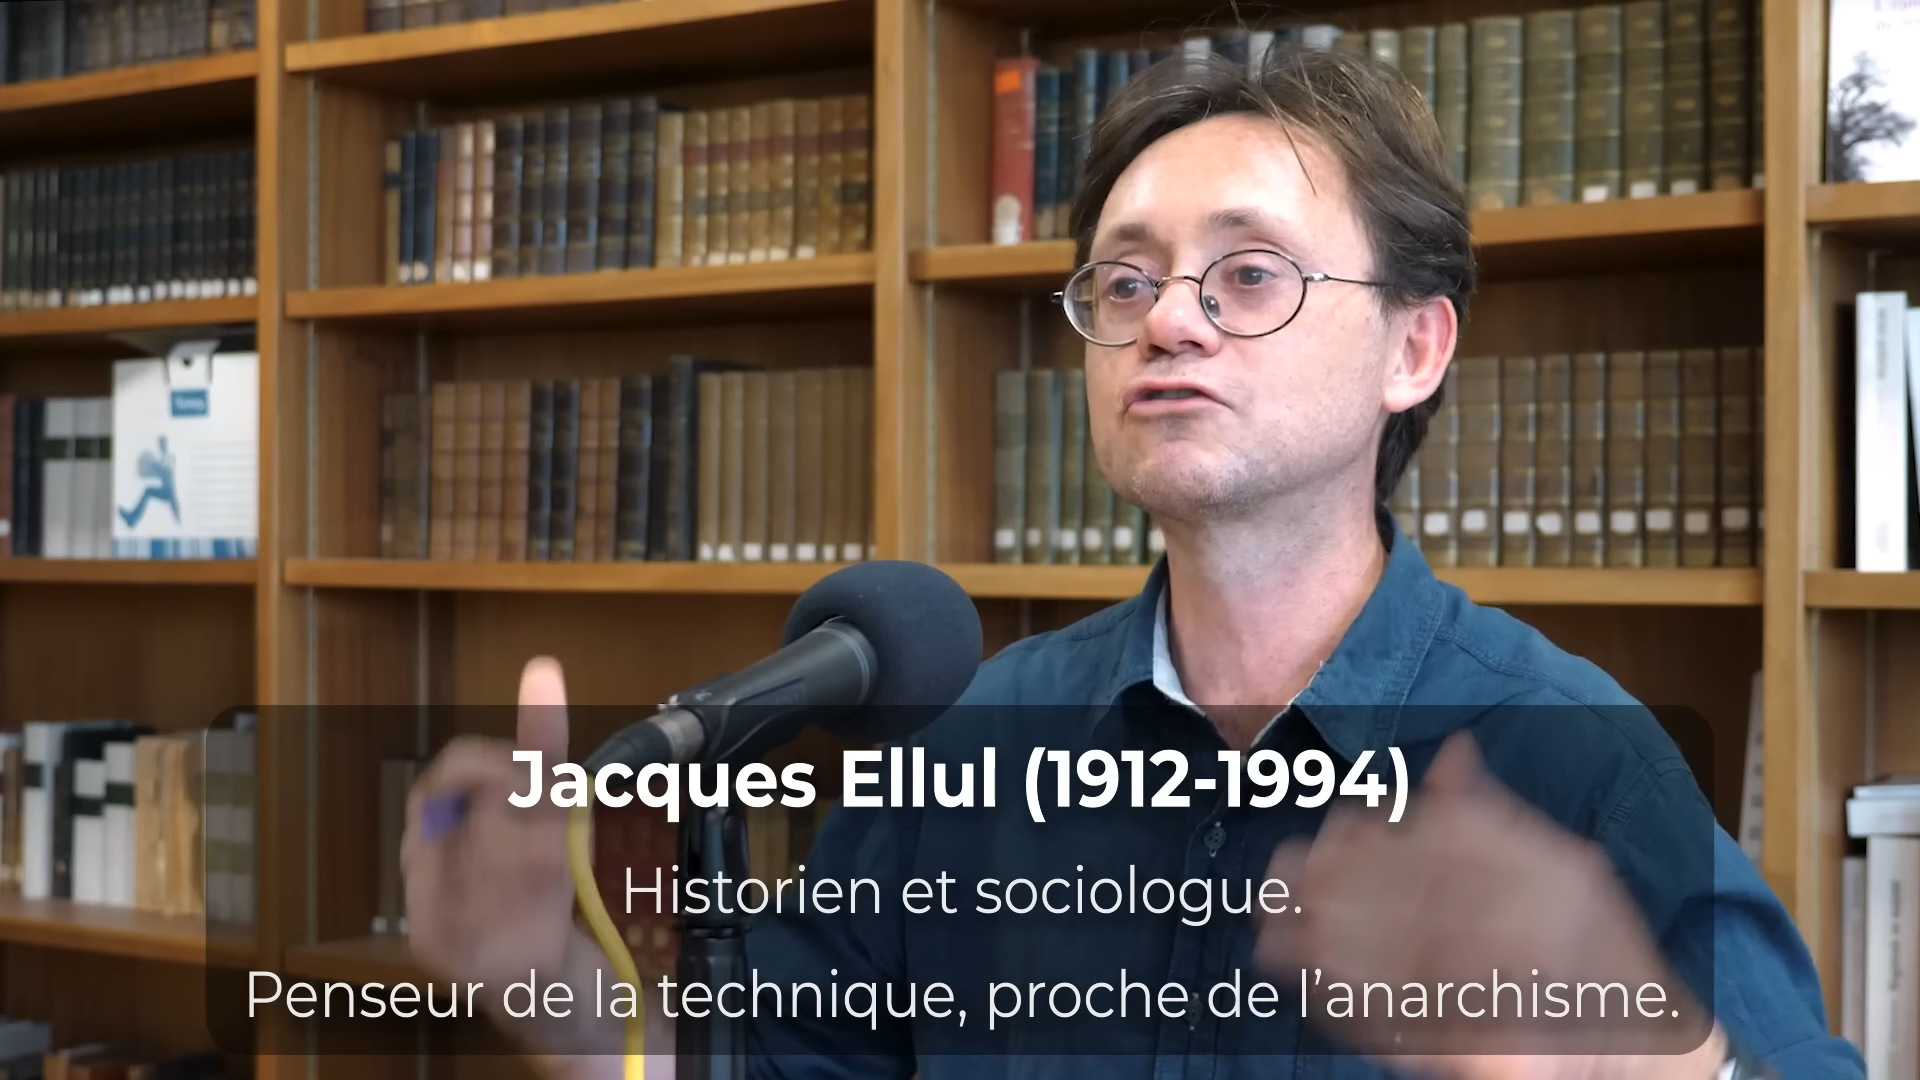 Jacques Ellul (1912-1994)
Historien et sociologue.
Penseur de la technique, proche de l’anarchisme.